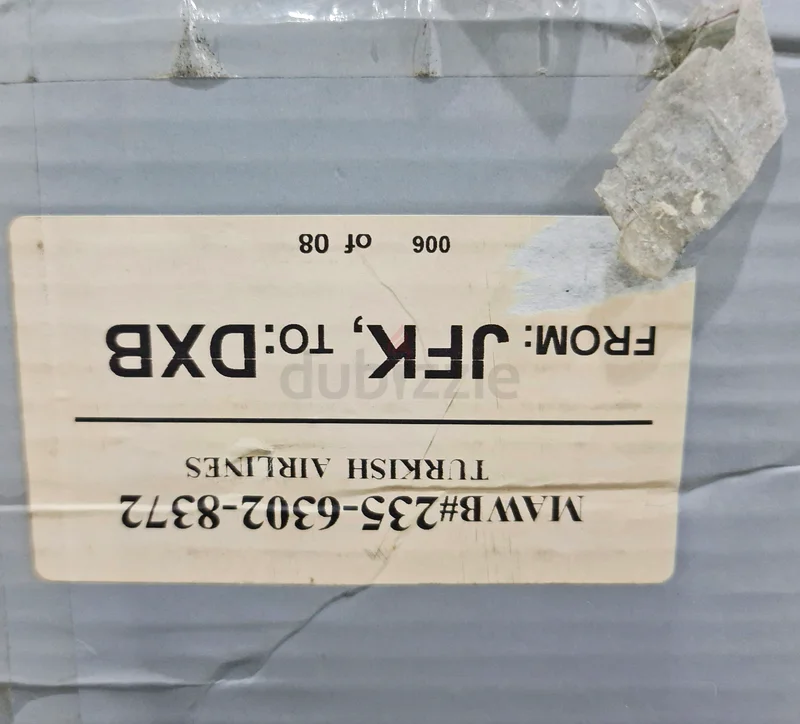 MAWB#235-6302-8372
TURKISH AIRLINES
FROM: JFK, TO:DXB
006 of 08
dubizzle